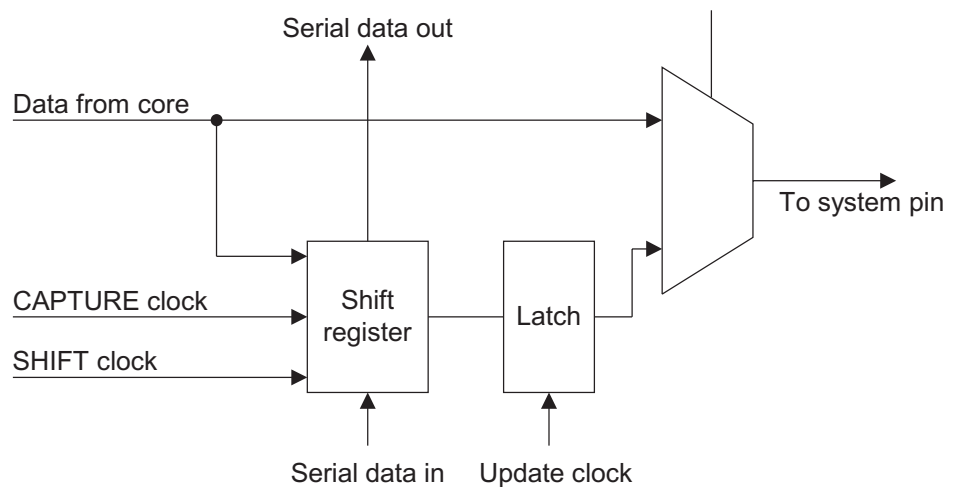 Serial data out
Data from core
To system pin
CAPTURE clock
Shift
register
Latch
SHIFT clock
Serial data in
Update clock